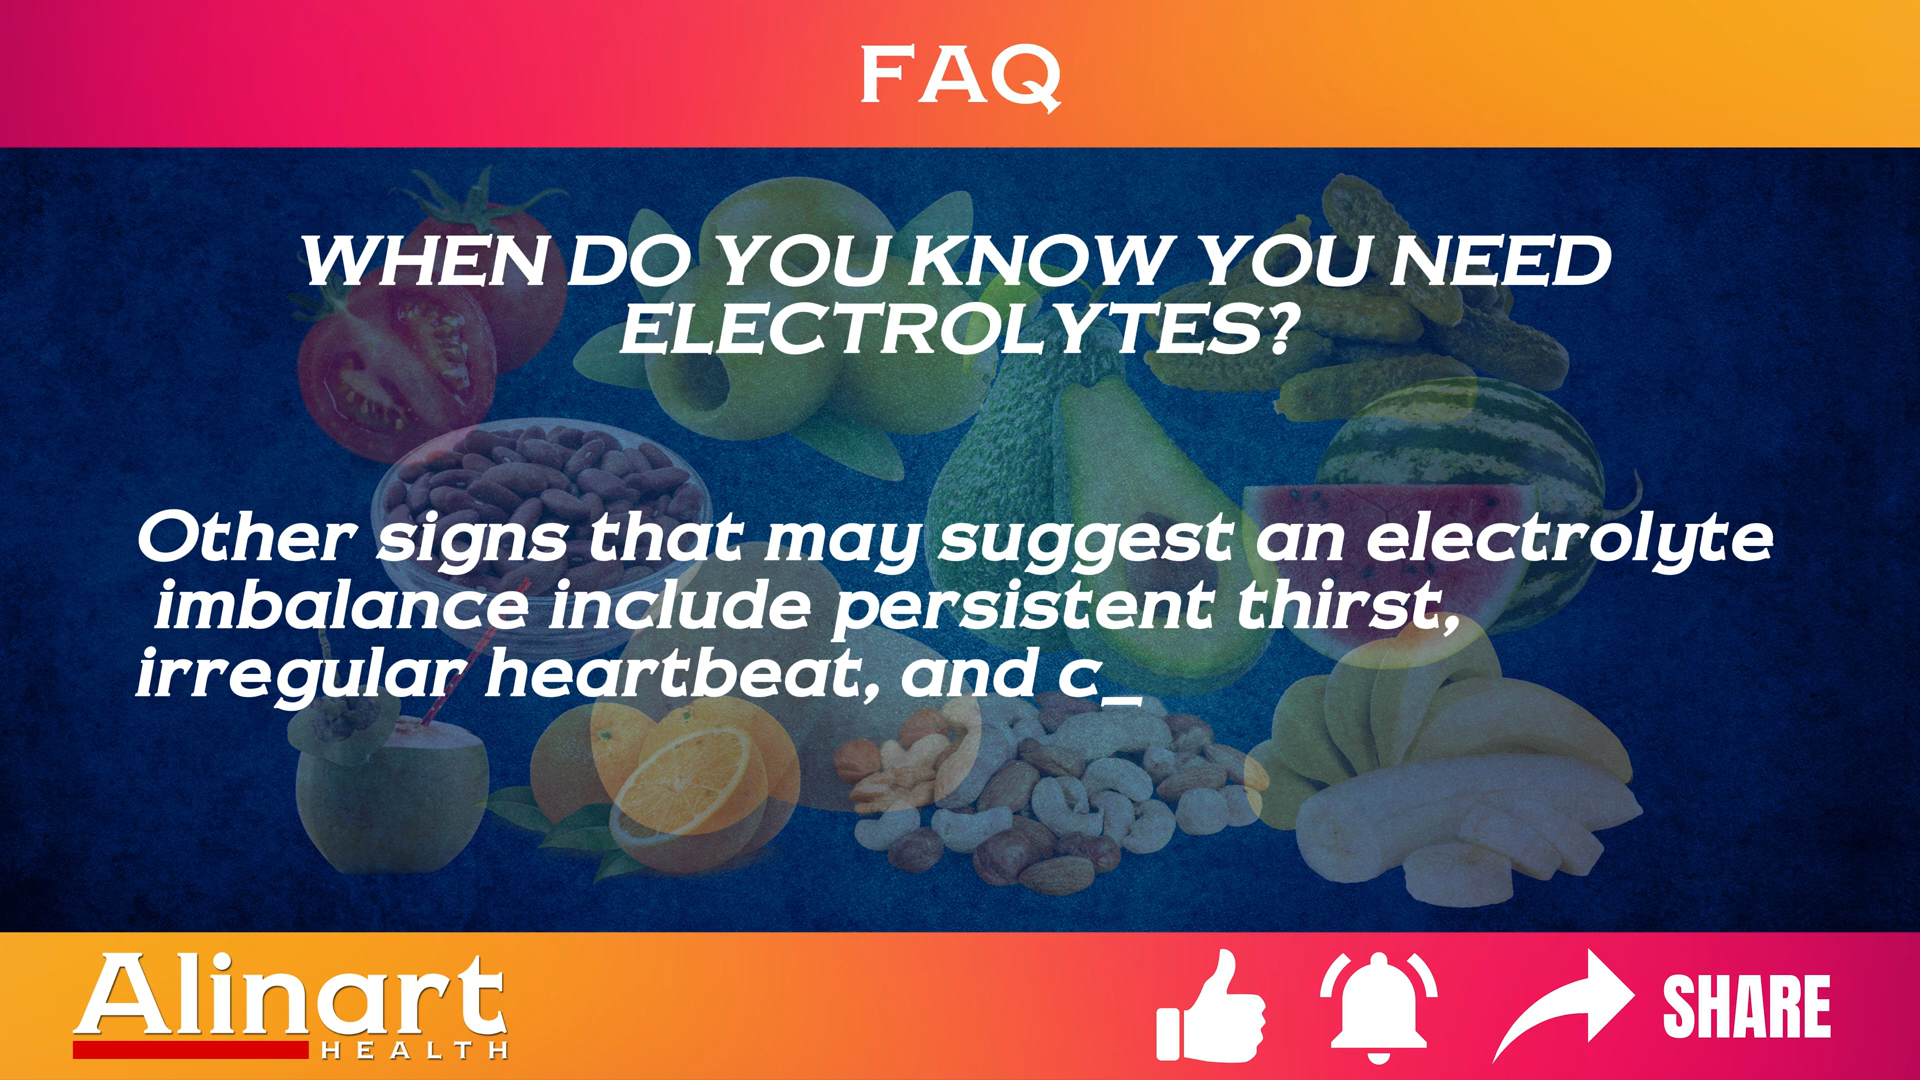 FAQ
WHEN DO YOU KNOW YOU NEED
ELECTROLYTES?
Other signs that may suggest an electrolyte
imbalance include persistent thirst,
irregular heartbeat, and c_
Alinart
HEALTH
SHARE